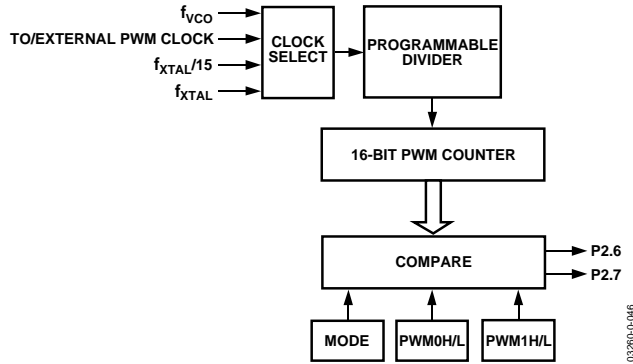 fVCO
TO/EXTERNAL PWM CLOCK
fXTAL/15
fXTAL
CLOCK
SELECT
PROGRAMMABLE
DIVIDER
16-BIT PWM COUNTER
COMPARE
P2.6
P2.7
MODE
PWM0H/L
PWM1H/L
03260-0-046